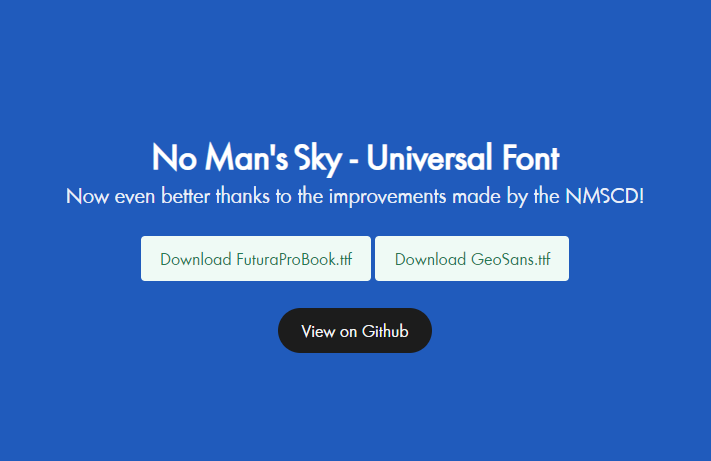 No Man's Sky - Universal Font
Now even better thanks to the improvements made by the NMSCD!
Download FuturaProBook.ttf Download GeoSans.ttf
View on Github